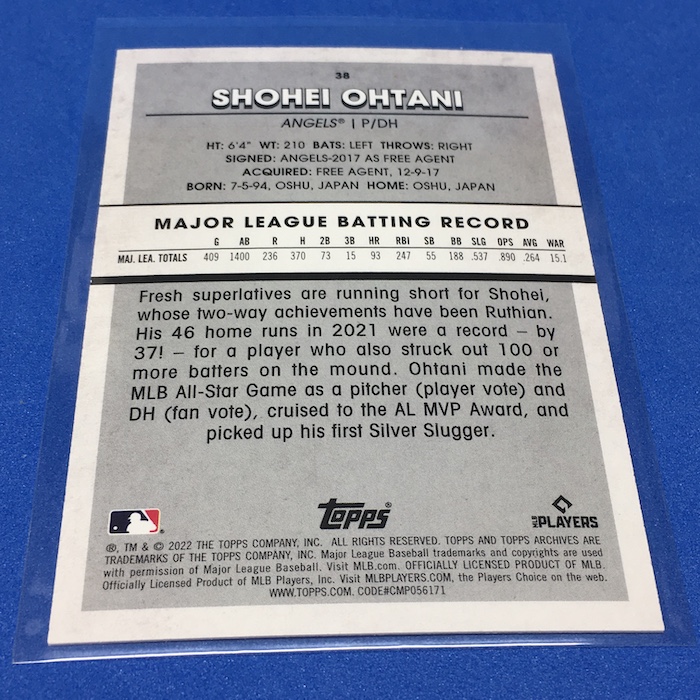 38
SHOHEI OHTANI
ANGELS® | P/DH
HT: 6'4" WT: 210 BATS: LEFT THROWS: RIGHT
SIGNED: ANGELS-2017 AS FREE AGENT
ACQUIRED: FREE AGENT, 12-9-17
BORN: 7-5-94, OSHU, JAPAN HOME: OSHU, JAPAN
MAJOR LEAGUE BATTING RECORD
G AB R H 2B 3B HR RBI SB BB SLG OPS AVG WAR
MAJ. LEA. TOTALS 409 1400 236 370 73 15 93 247 55 188 .537 .890 .264 15.1
Fresh superlatives are running short for Shohei,
whose two-way achievements have been Ruthian.
His 46 home runs in 2021 were a record – by
37! – for a player who also struck out 100 or
more batters on the mound. Ohtani made the
MLB All-Star Game as a pitcher (player vote) and
DH (fan vote), cruised to the AL MVP Award, and
picked up his first Silver Slugger.
TM topps® MLB PLAYERS
®, TM & © 2022 THE TOPPS COMPANY, INC. ALL RIGHTS RESERVED. TOPPS AND TOPPS ARCHIVES ARE
TRADEMARKS OF THE TOPPS COMPANY, INC. Major League Baseball trademarks and copyrights are used
with permission of Major League Baseball. Visit MLB.com. OFFICIALLY LICENSED PRODUCT OF MLB
Officially Licensed Product of MLB Players, Inc. Visit MLBPLAYERS.COM, the Players Choice on the web.
WWW.TOPPS.COM. CODE#CMP056171